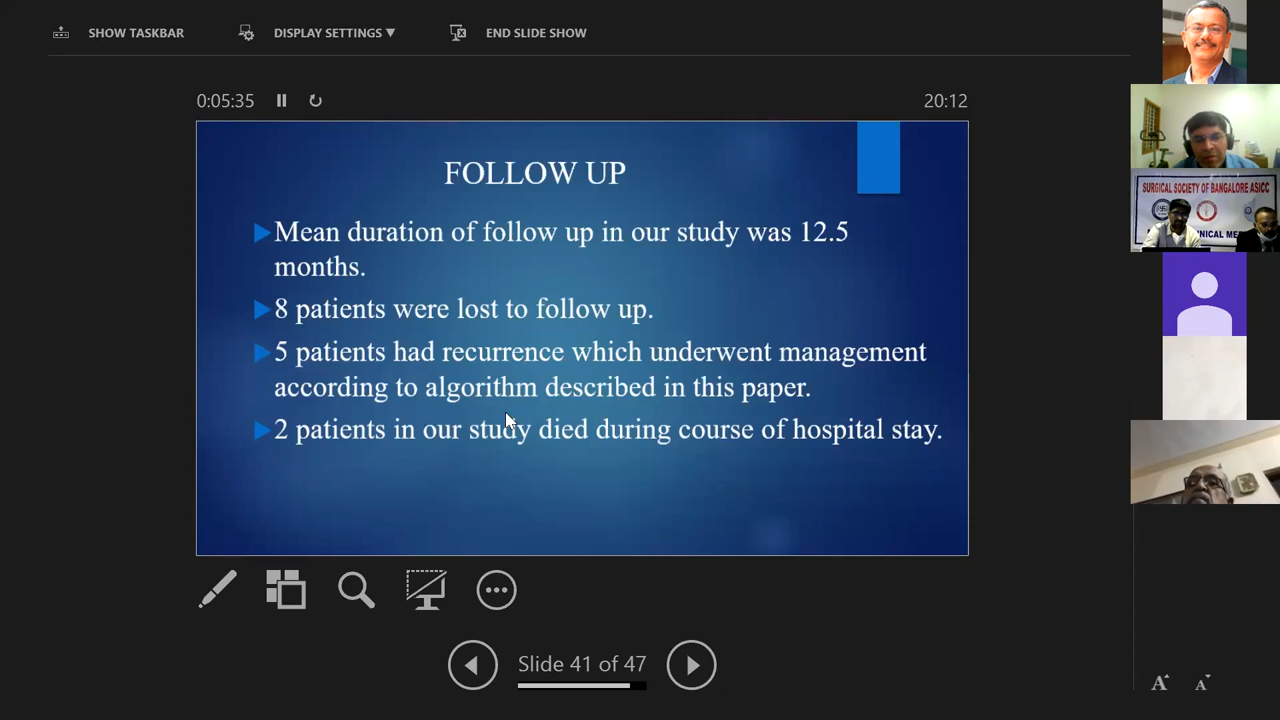 SHOW TASKBAR
DISPLAY SETTINGS ▼
END SLIDE SHOW
0:05:35
20:12
FOLLOW UP
Mean duration of follow up in our study was 12.5
months.
8 patients were lost to follow up.
5 patients had recurrence which underwent management
according to algorithm described in this paper.
2 patients in our study died during course of hospital stay.
Slide 41 of 47
SURGICAL SOCIETY OF BANGALORE ASICC
A
A